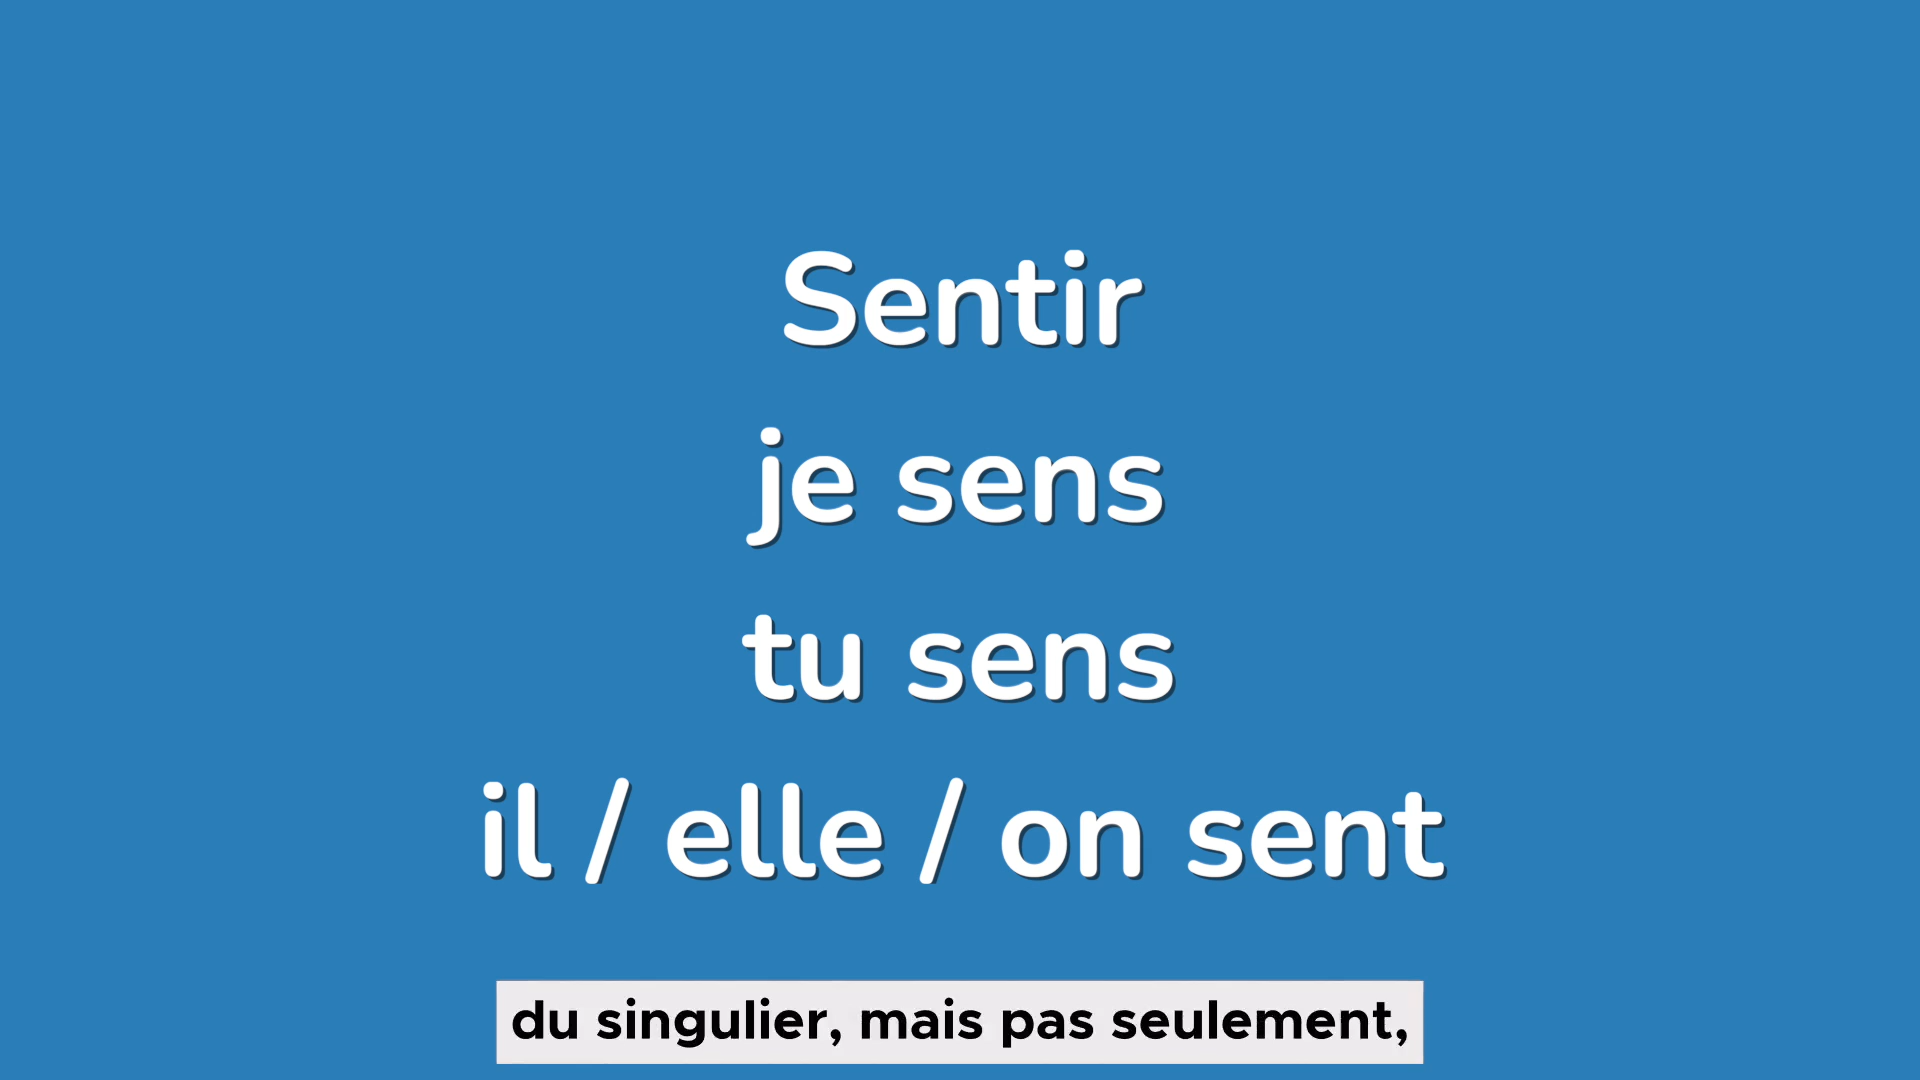 Sentir
je sens
tu sens
il / elle / on sent
du singulier, mais pas seulement,